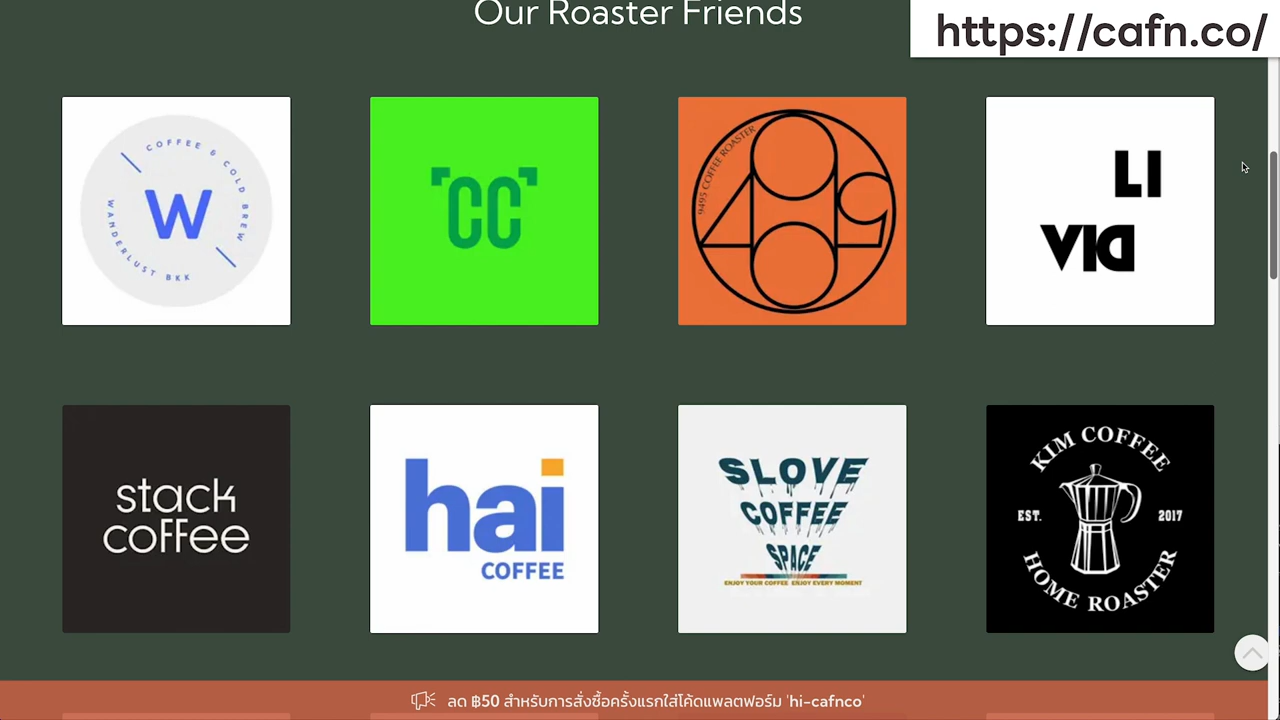 Our Roaster Friends
https://cafn.co/
COFFEE & COLD BREW
W
WANDERLUST BKK
CC
9495 COFFEE ROASTER
LI
VIA
stack
coffee
hai
COFFEE
SLOVE
COFFEE
SPACE
ENJOY YOUR COFFEE ENJOY EVERY MOMENT
KIM COFFEE
EST. 2017
HOME ROASTER
ลด ฿50 สำหรับการสั่งซื้อครั้งแรกใส่โค้ดแพลตฟอร์ม 'hi-cafnco'